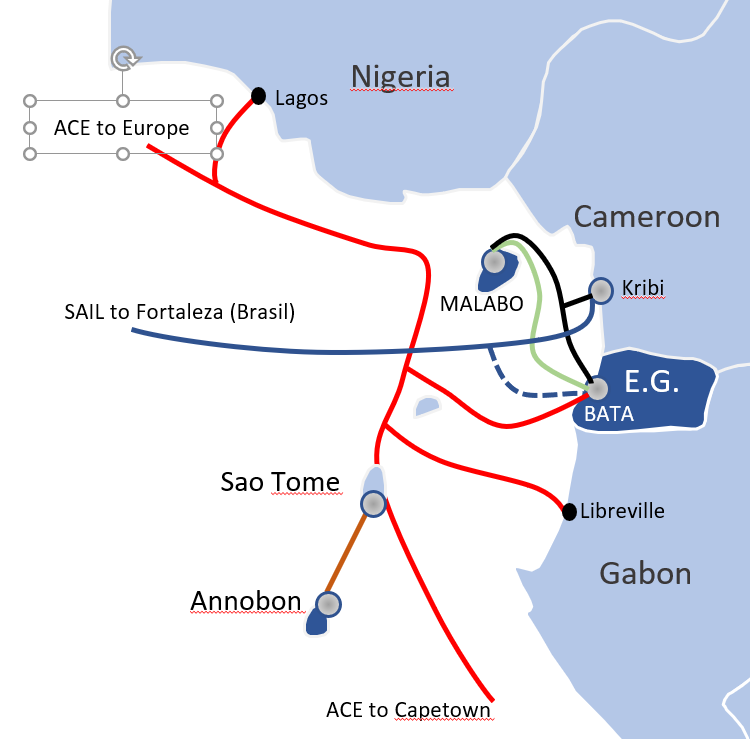 Nigeria
Lagos
ACE to Europe
Cameroon
Kribi
MALABO
SAIL to Fortaleza (Brasil)
E.G.
BATA
Sao Tome
Libreville
Gabon
Annobon
ACE to Capetown